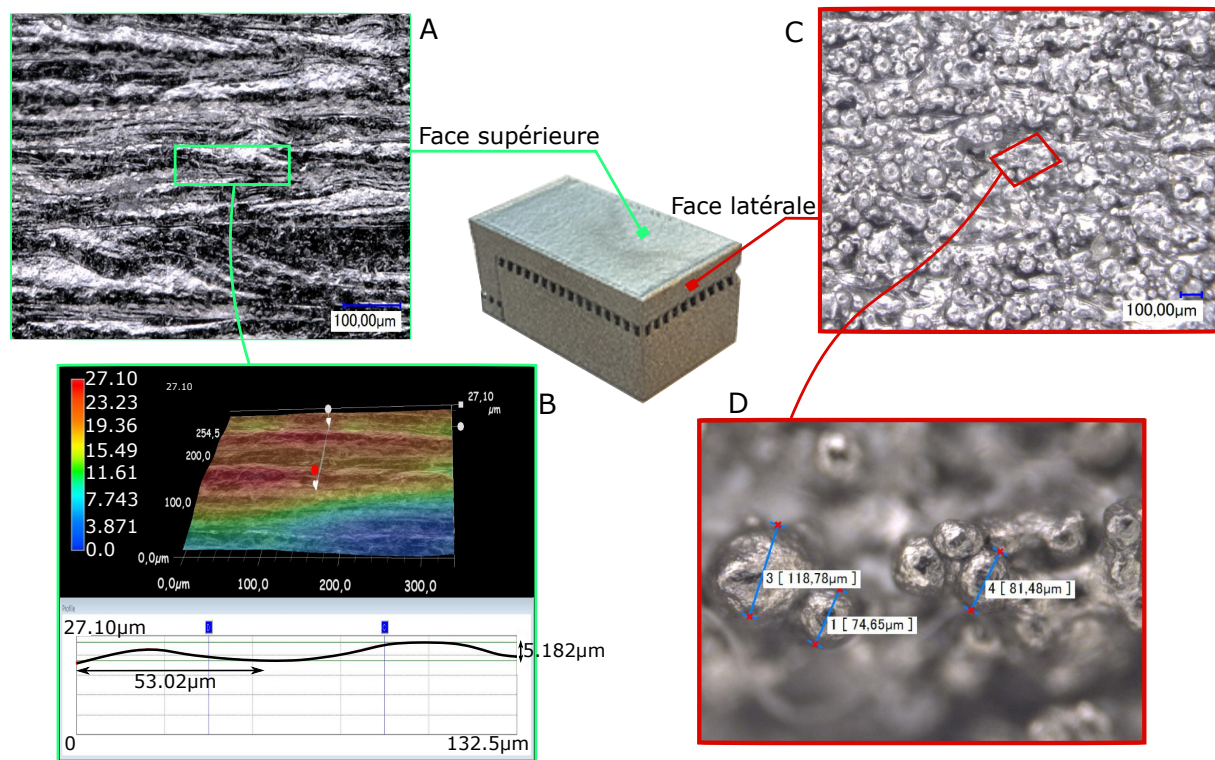 A
C
Face supérieure
Face latérale
100,00µm
100,00µm
B
D
27.10
23.23
19.36
15.49
11.61
7.743
3.871
0.0
27.10
27,10
µm
254,5
200,0
100,0
0,0µm
0,0µm
100,0
200,0
300,0
Profile
27.10µm
5.182µm
53.02µm
0
132.5µm
3 [ 118,78µm ]
1 [ 74,65µm ]
4 [ 81,48µm ]